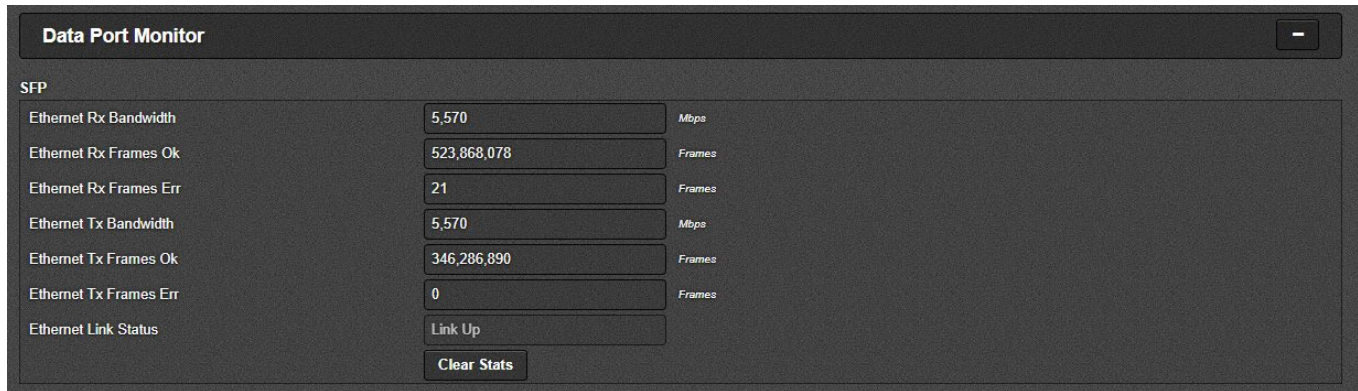 Data Port Monitor
SFP
Ethernet Rx Bandwidth 5,570 Mbps
Ethernet Rx Frames Ok 523,868,078 Frames
Ethernet Rx Frames Err 21 Frames
Ethernet Tx Bandwidth 5,570 Mbps
Ethernet Tx Frames Ok 346,286,890 Frames
Ethernet Tx Frames Err 0 Frames
Ethernet Link Status Link Up
Clear Stats